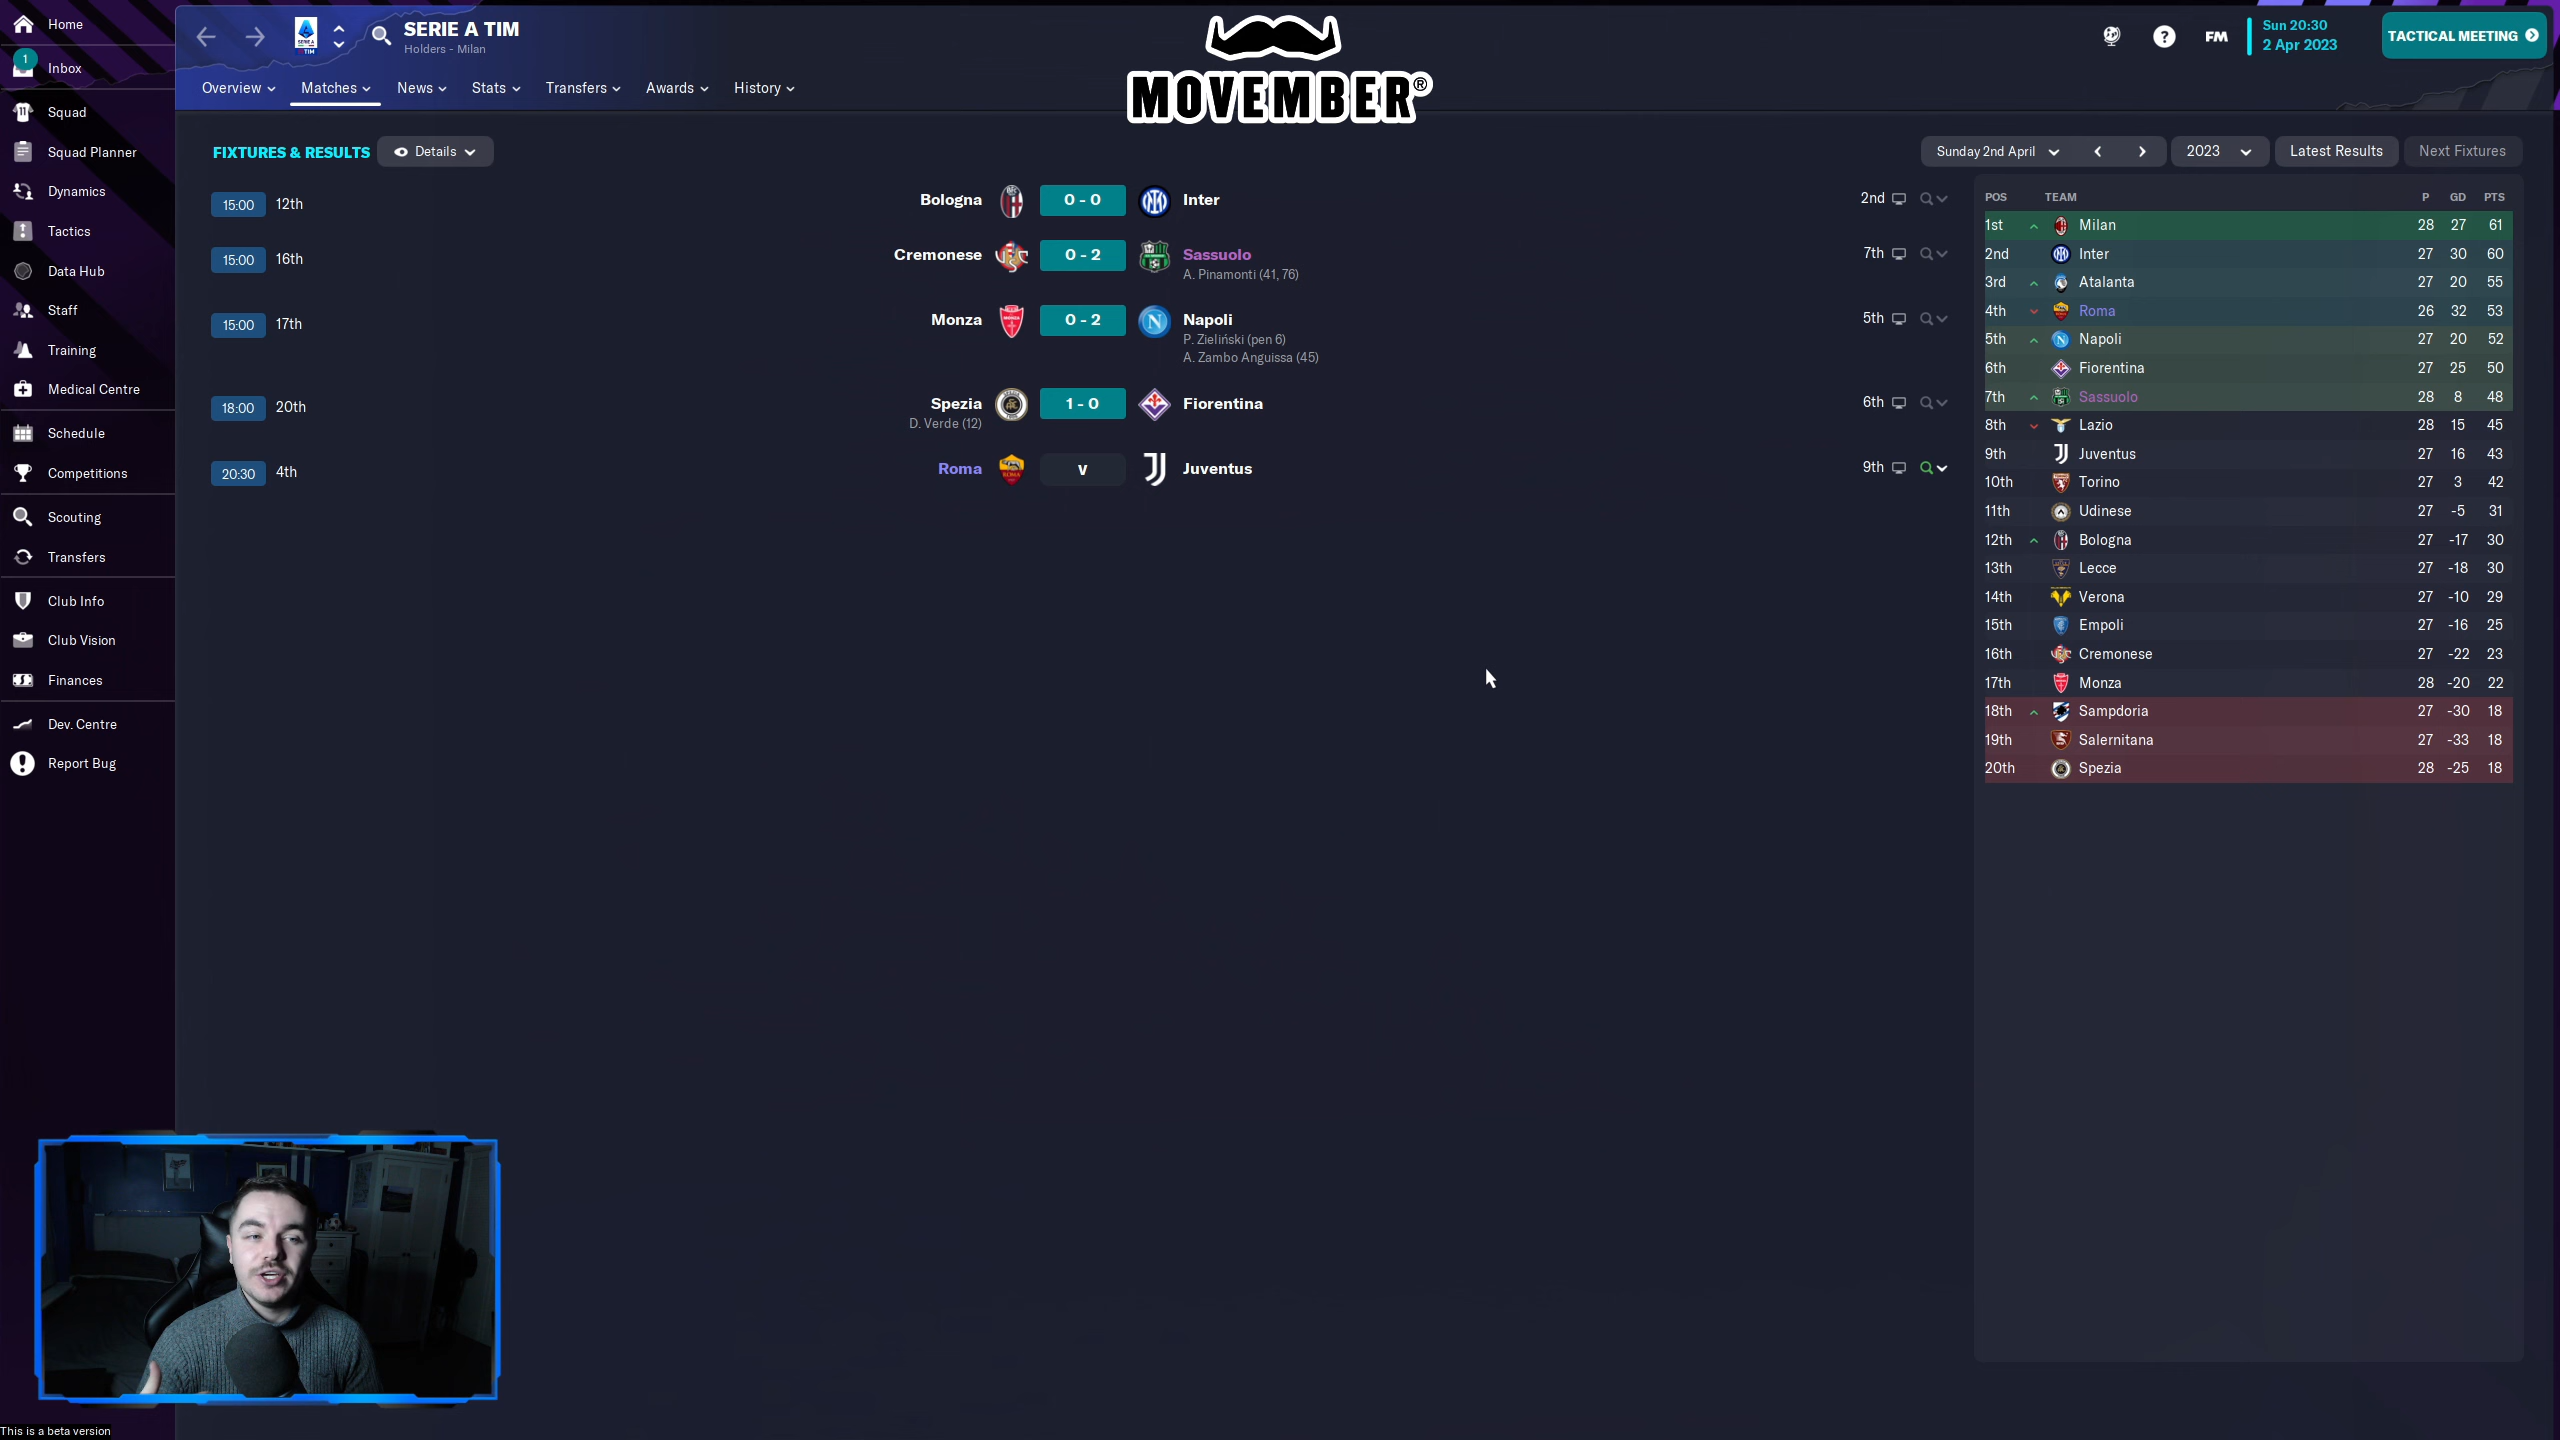 Home
1
Inbox
Squad
Squad Planner
Dynamics
Tactics
Data Hub
Staff
Training
Medical Centre
Schedule
Competitions
Scouting
Transfers
Club Info
Club Vision
Finances
Dev. Centre
Report Bug
SERIE A TIM
Holders - Milan
MOVEMBER®
FM
Sun 20:30
2 Apr 2023
TACTICAL MEETING
Overview Matches News Stats Transfers Awards History
FIXTURES & RESULTS Details
Sunday 2nd April 2023 Latest Results Next Fixtures
15:00 12th Bologna 0 - 0 Inter 2nd
15:00 16th Cremonese 0 - 2 Sassuolo 7th
A. Pinamonti (41, 76)
15:00 17th Monza 0 - 2 Napoli 5th
P. Zieliński (pen 6)
A. Zambo Anguissa (45)
18:00 20th Spezia 1 - 0 Fiorentina 6th
D. Verde (12)
20:30 4th Roma v Juventus 9th
POS TEAM P GD PTS
1st Milan 28 27 61
2nd Inter 27 30 60
3rd Atalanta 27 20 55
4th Roma 26 32 53
5th Napoli 27 20 52
6th Fiorentina 27 25 50
7th Sassuolo 28 8 48
8th Lazio 28 15 45
9th Juventus 27 16 43
10th Torino 27 3 42
11th Udinese 27 -5 31
12th Bologna 27 -17 30
13th Lecce 27 -18 30
14th Verona 27 -10 29
15th Empoli 27 -16 25
16th Cremonese 27 -22 23
17th Monza 28 -20 22
18th Sampdoria 27 -30 18
19th Salernitana 27 -33 18
20th Spezia 28 -25 18
This is a beta version